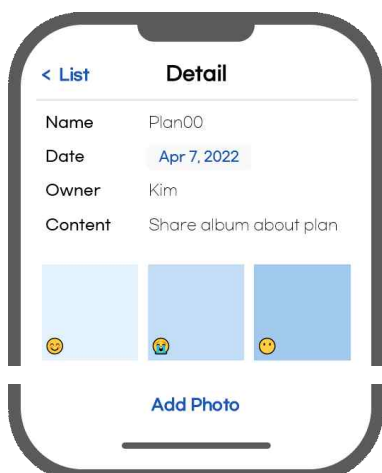 < List Detail
Name Plan00
Date Apr 7, 2022
Owner Kim
Content Share album about plan
Add Photo